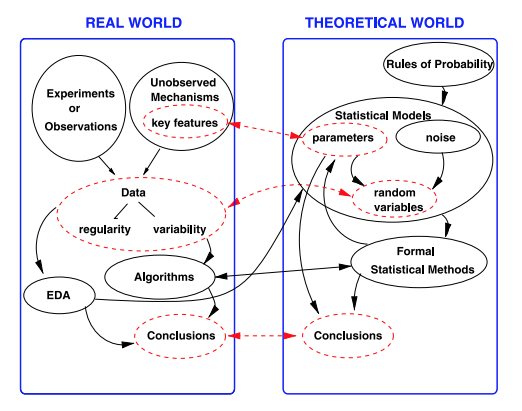 REAL WORLD
THEORETICAL WORLD
Experiments
or
Observations
Unobserved
Mechanisms
key features
Data
regularity
variability
Algorithms
EDA
Conclusions
Rules of Probability
Statistical Models
parameters
noise
random
variables
Formal
Statistical Methods
Conclusions